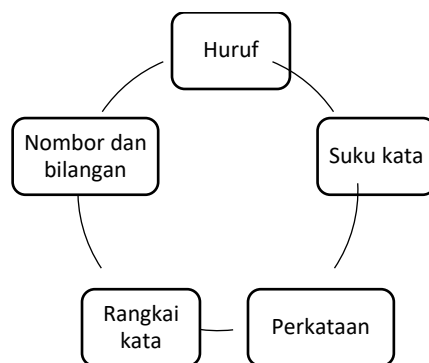 Huruf
Suku kata
Perkataan
Rangkai
kata
Nombor dan
bilangan